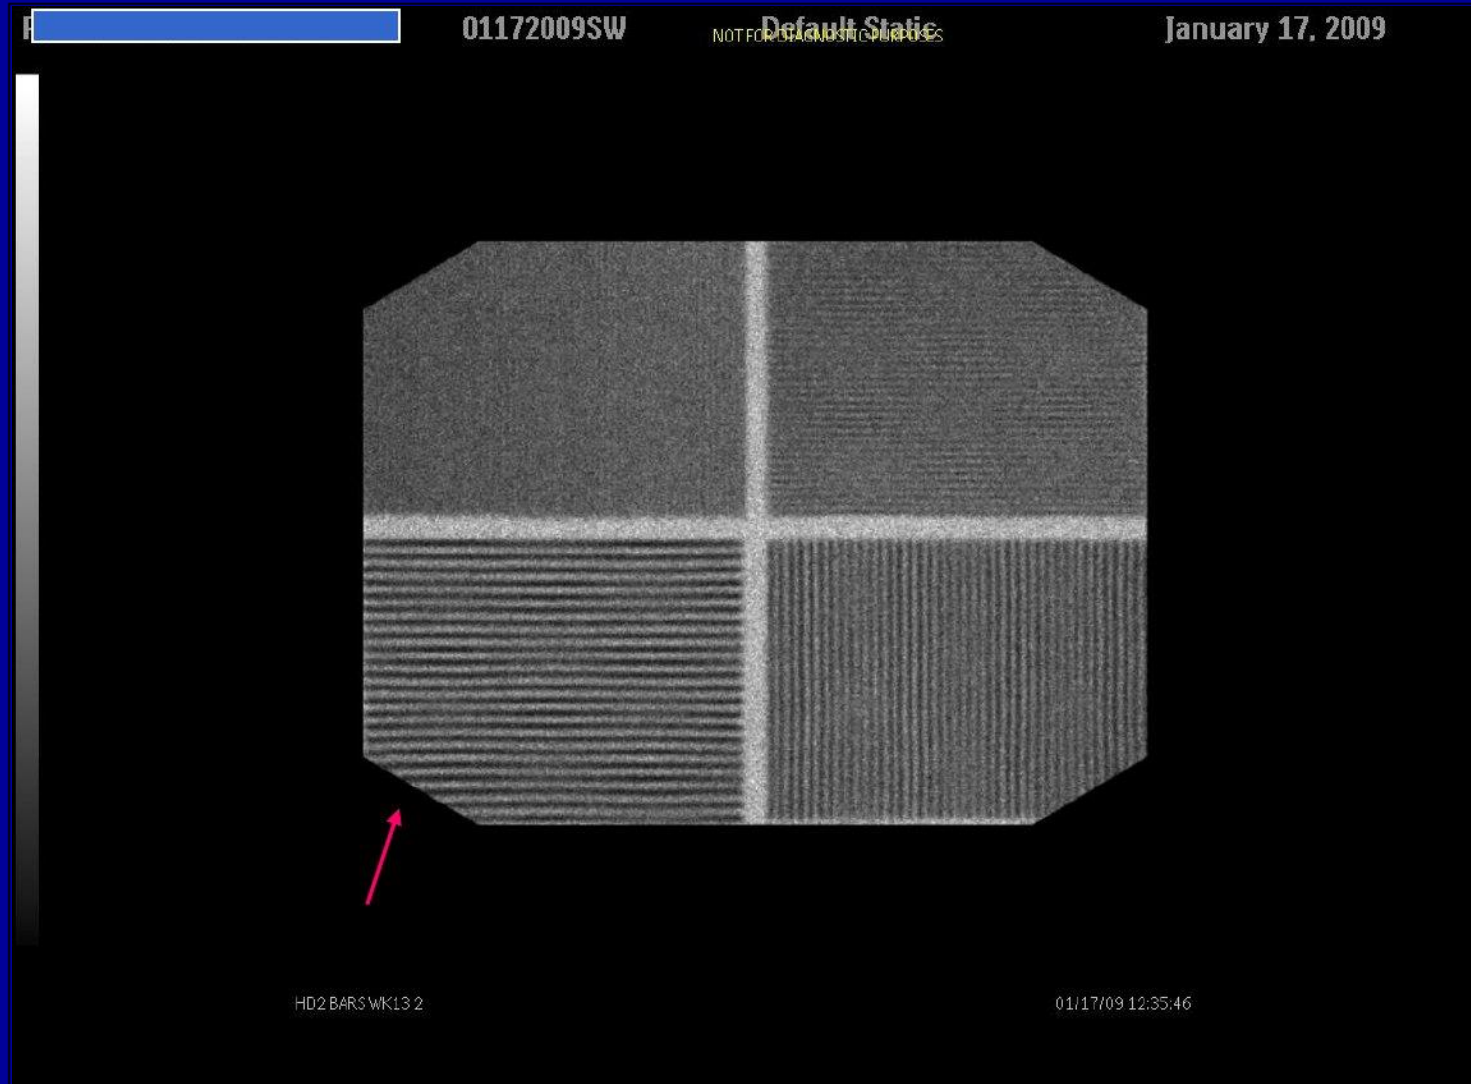 01172009SW
Default Static
January 17, 2009
NOT FOR DIAGNOSTIC PURPOSES
HD2 BARS WK13 2
01/17/09 12:35:46